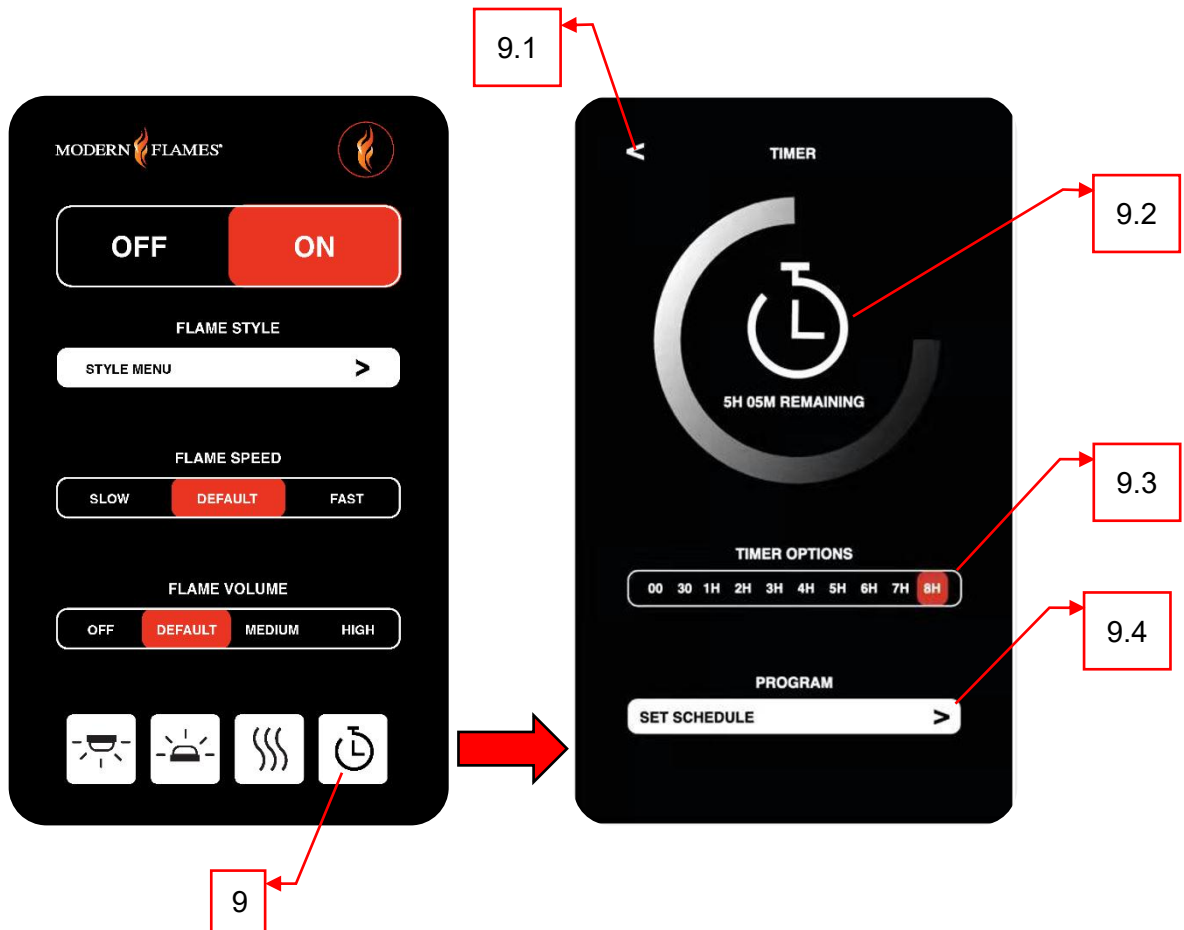 9.1
MODERN FLAMES®
OFF ON
FLAME STYLE
STYLE MENU >
FLAME SPEED
SLOW DEFAULT FAST
FLAME VOLUME
OFF DEFAULT MEDIUM HIGH
9
< TIMER
9.2
5H 05M REMAINING
9.3
TIMER OPTIONS
00 30 1H 2H 3H 4H 5H 6H 7H 8H
9.4
PROGRAM
SET SCHEDULE >